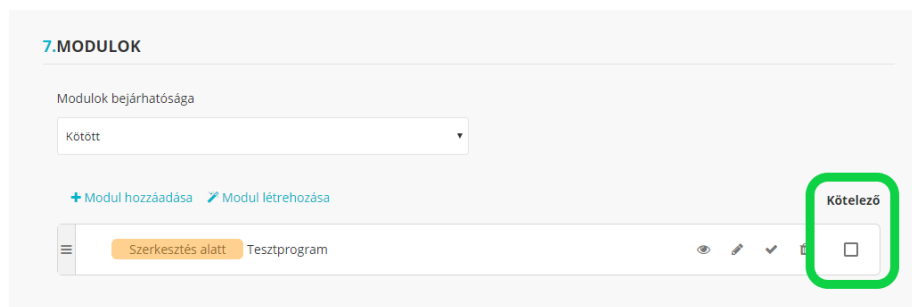 7.MODULOK
Modulok bejárhatósága
Kötött
Modul hozzáadása Modul létrehozása
Kötelező
Szerkesztés alatt Tesztprogram